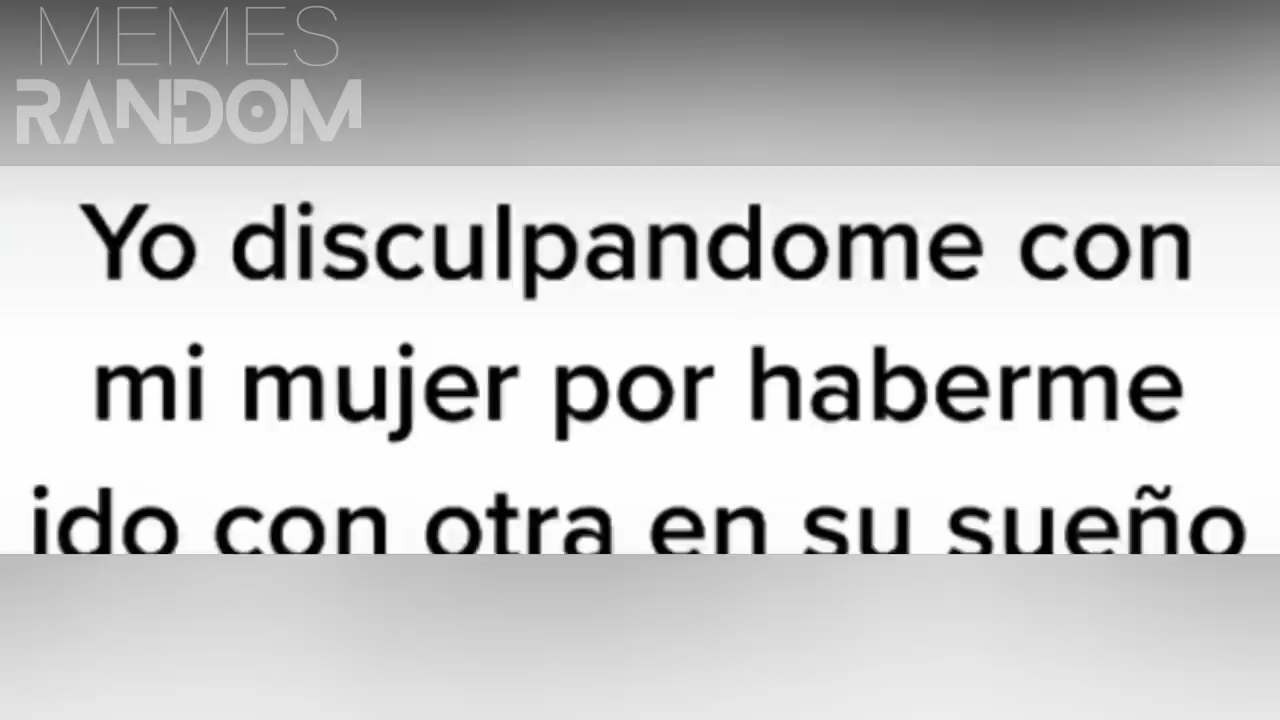 MEMES
RANDOM
Yo disculpandome con
mi mujer por haberme
ido con otra en su sueño